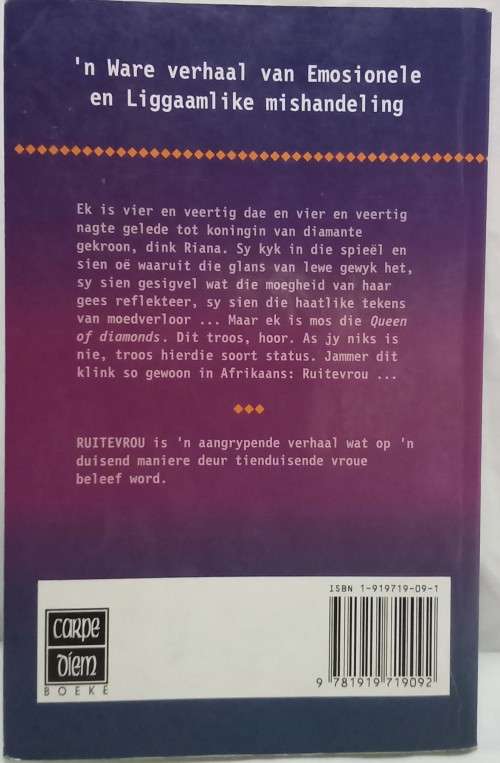 'n Ware verhaal van Emosionele
en Liggaamlike mishandeling
Ek is vier en veertig dae en vier en veertig
nagte gelede tot koningin van diamante
gekroon, dink Riana. Sy kyk in die spieël en
sien oë waaruit die glans van lewe gewyk het,
sy sien gesigvel wat die moegheid van haar
gees reflekteer, sy sien die haatlike tekens
van moedverloor ... Maar ek is mos die Queen
of diamonds. Dit troos, hoor. As jy niks is
nie, troos hierdie soort status. Jammer dit
klink so gewoon in Afrikaans: Ruitevrou ...
RUITEVROU is 'n aangrypende verhaal wat op 'n
duisend maniere deur tienduisende vroue
beleef word.
ISBN 1-919719-09-1
carpe
diem
BOEKE
9 781919 719092